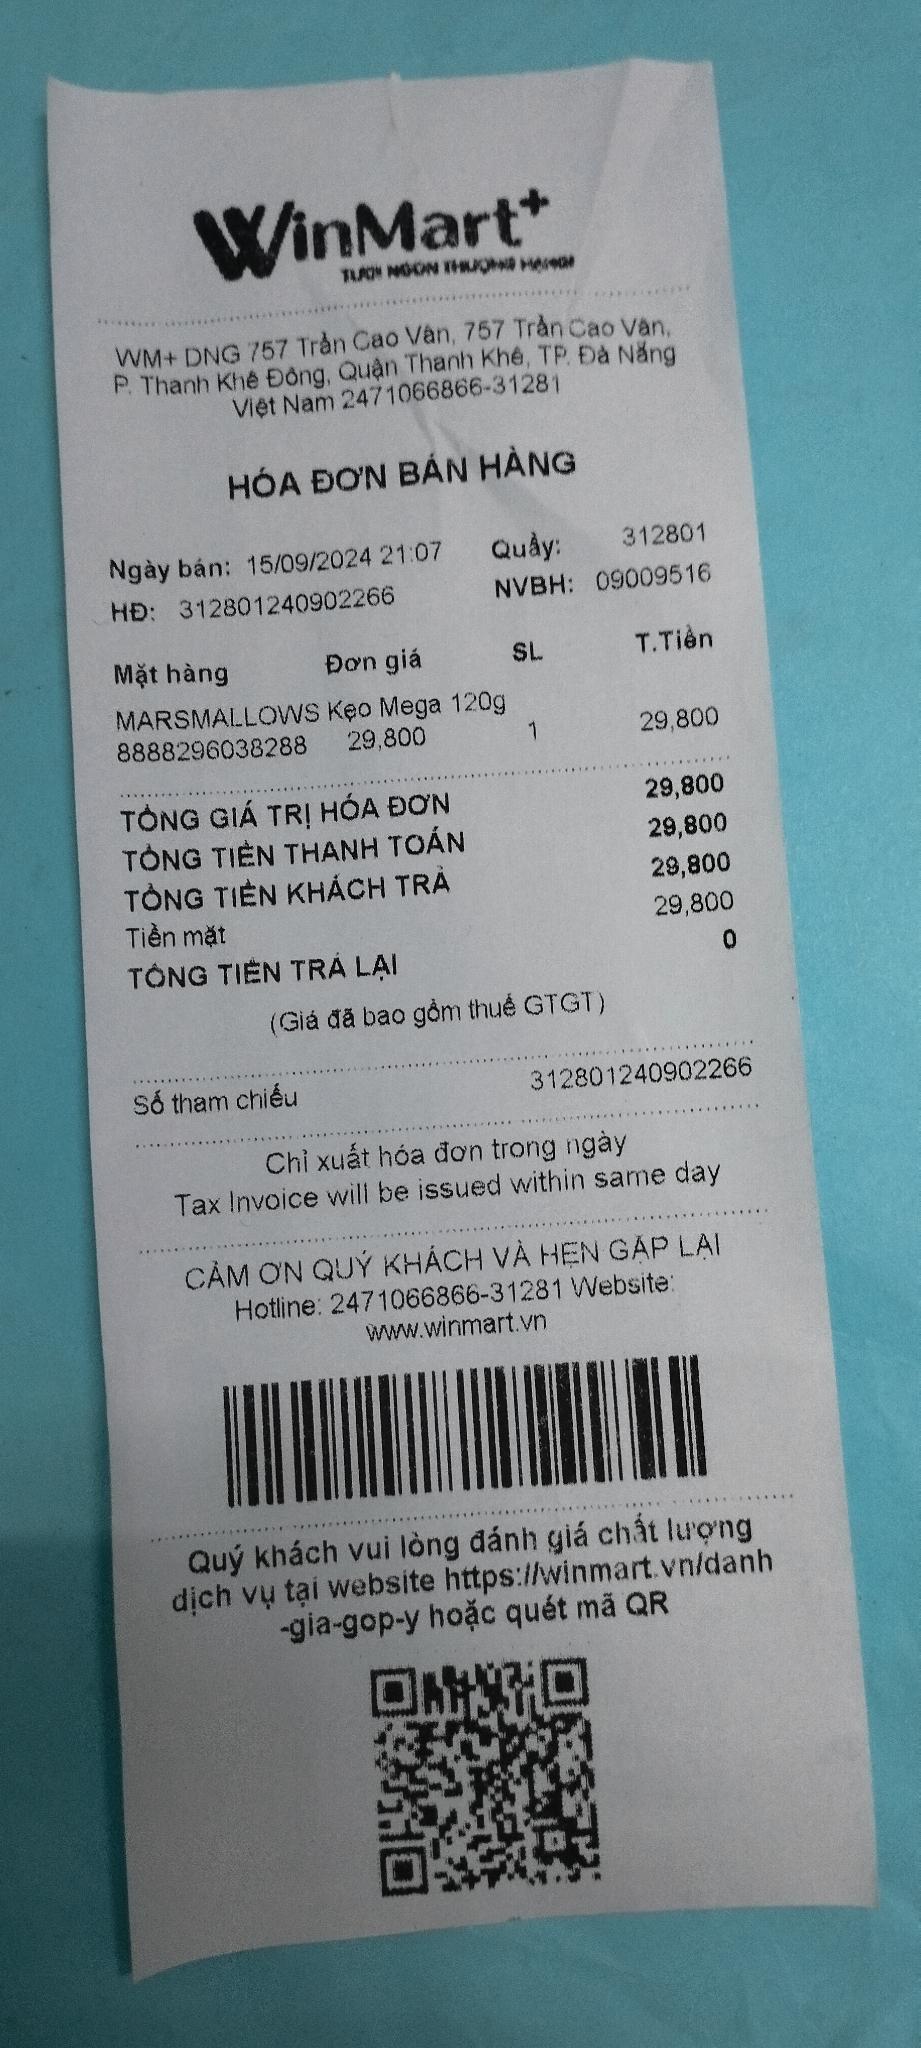 WinMart+
TƯƠI NGON THƯỢNG HẠNG
WM+ DNG 757 Trần Cao Vân, 757 Trần Cao Vân,
P. Thanh Khê Đông, Quận Thanh Khê, TP. Đà Nẵng
Việt Nam 2471066866-31281
HÓA ĐƠN BÁN HÀNG
Ngày bán: 15/09/2024 21:07 Quầy: 312801
HĐ: 312801240902266 NVBH: 09009516
Mặt hàng Đơn giá SL T.Tiền
MARSMALLOWS Kẹo Mega 120g
8888296038288 29,800 1 29,800
TỔNG GIÁ TRỊ HÓA ĐƠN 29,800
TỔNG TIỀN THANH TOÁN 29,800
TỔNG TIỀN KHÁCH TRẢ 29,800
Tiền mặt 29,800
TỔNG TIỀN TRẢ LẠI 0
(Giá đã bao gồm thuế GTGT)
Số tham chiếu 312801240902266
Chỉ xuất hóa đơn trong ngày
Tax Invoice will be issued within same day
CẢM ƠN QUÝ KHÁCH VÀ HẸN GẶP LẠI
Hotline: 2471066866-31281 Website:
www.winmart.vn
Quý khách vui lòng đánh giá chất lượng
dịch vụ tại website https://winmart.vn/danh
-gia-gop-y hoặc quét mã QR